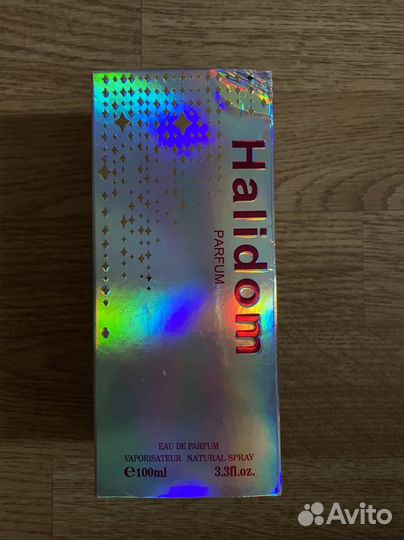 Halidom
PARFUM
EAU DE PARFUM
VAPORISATEUR NATURAL SPRAY
℮100ml 3.3fl.oz.
Avito